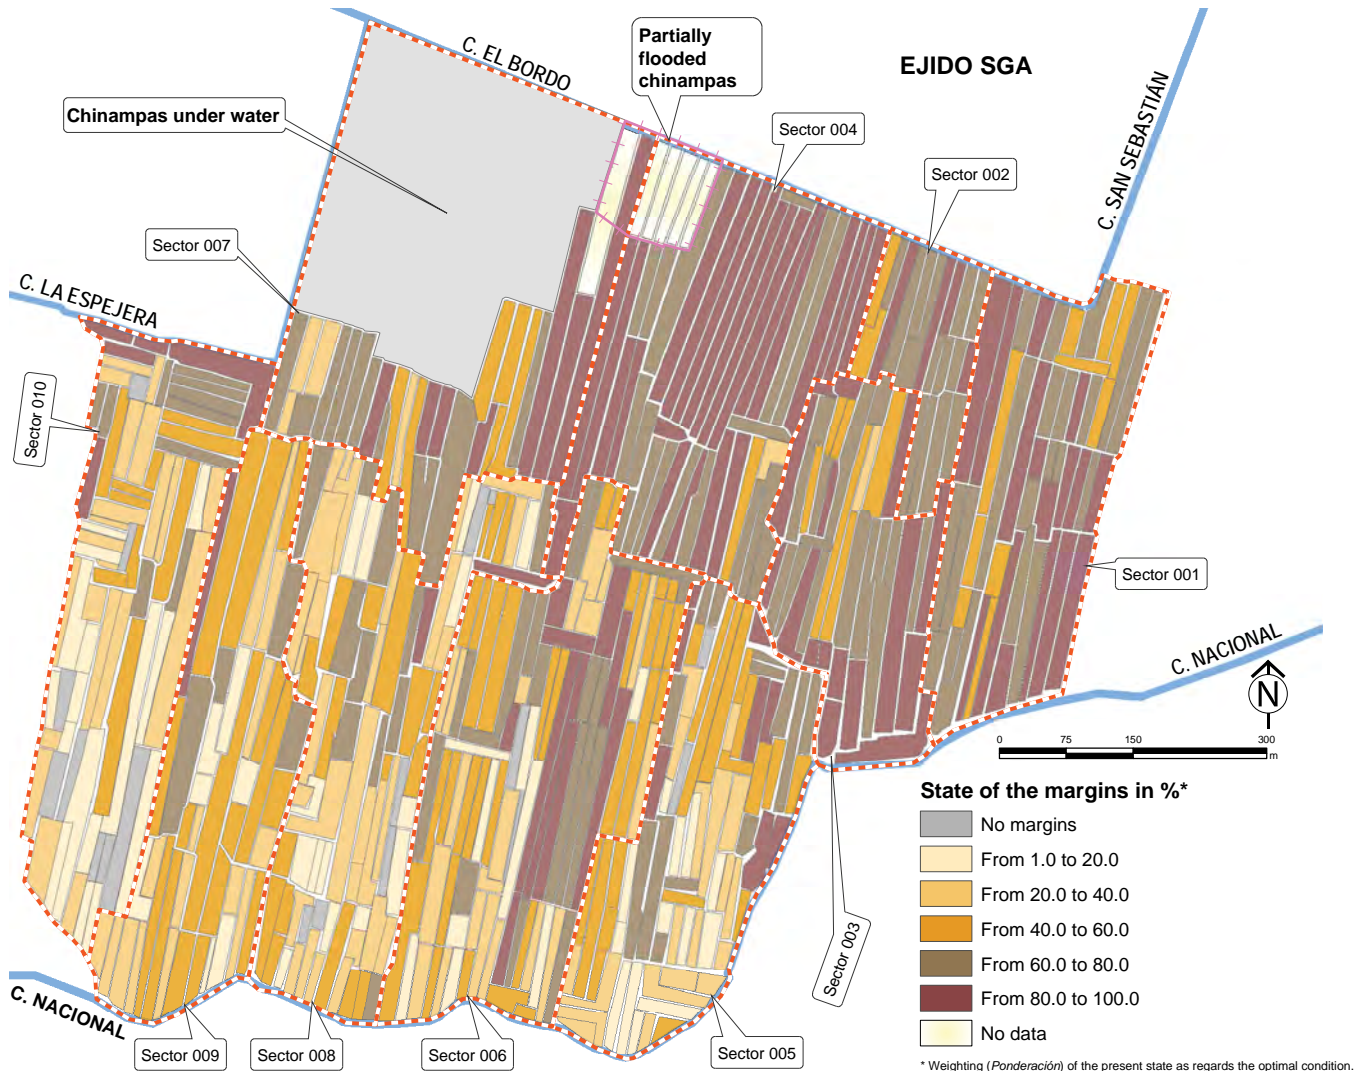 C. EL BORDO
Partially
flooded
chinampas
EJIDO SGA
C. SAN SEBASTIÁN
Chinampas under water
Sector 004
Sector 002
Sector 007
C. LA ESPEJERA
Sector 010
Sector 001
C. NACIONAL
N
0 75 150 300
m
State of the margins in %*
No margins
From 1.0 to 20.0
From 20.0 to 40.0
From 40.0 to 60.0
From 60.0 to 80.0
From 80.0 to 100.0
No data
Sector 003
C. NACIONAL
Sector 009
Sector 008
Sector 006
Sector 005
* Weighting (Ponderación) of the present state as regards the optimal condition.